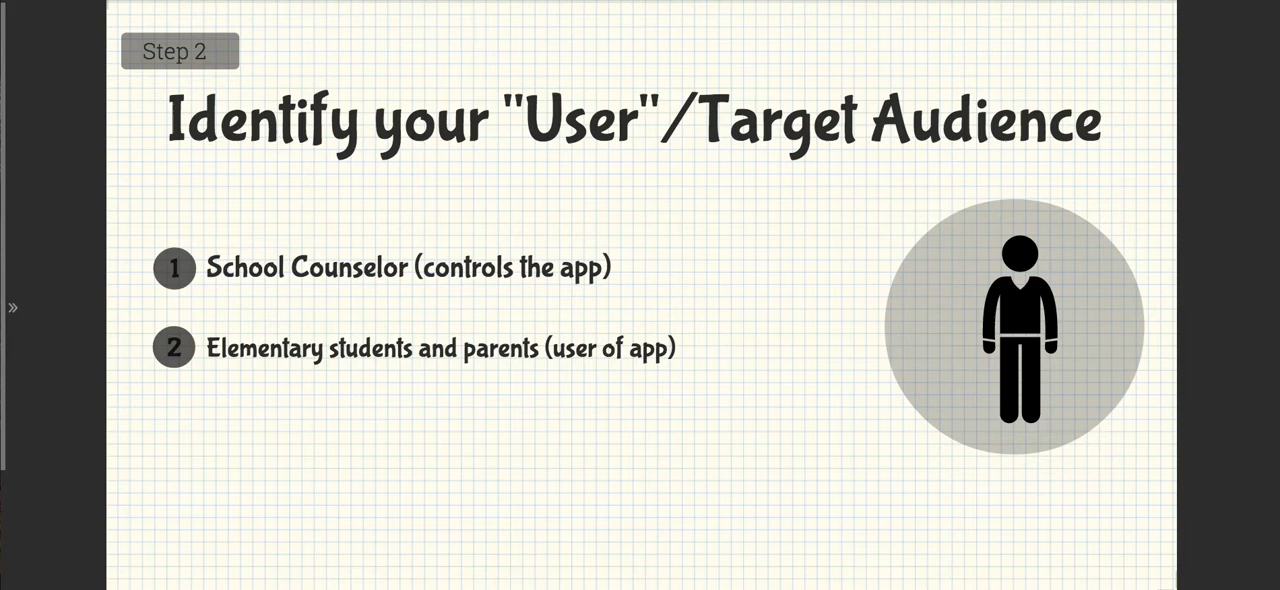 Step 2
Identify your "User"/Target Audience
1 School Counselor (controls the app)
2 Elementary students and parents (user of app)
»